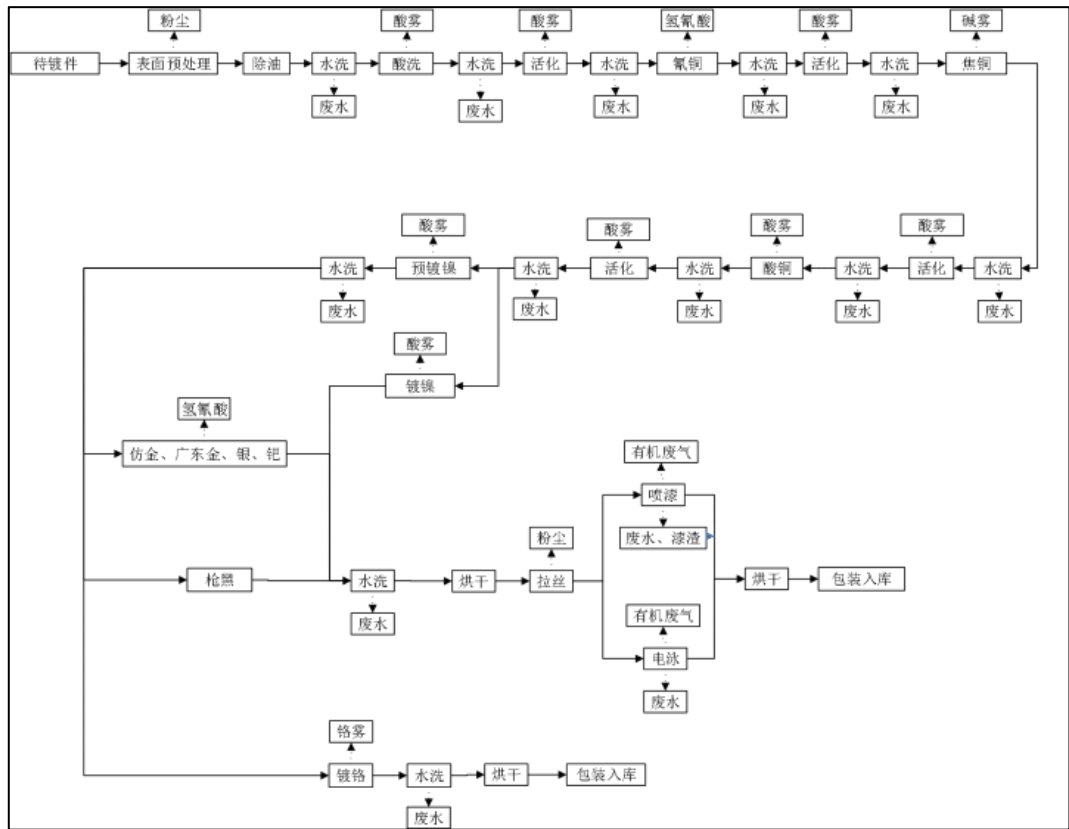 粉尘
酸雾
酸雾
氢氰酸
酸雾
碱雾
待镀件
表面预处理
除油
水洗
酸洗
水洗
活化
水洗
氰铜
水洗
活化
水洗
焦铜
废水
废水
废水
废水
废水
酸雾
酸雾
酸雾
酸雾
水洗
预镀镍
水洗
活化
水洗
酸铜
水洗
活化
水洗
废水
废水
废水
废水
废水
酸雾
镀镍
氢氰酸
仿金、广东金、银、钯
有机废气
喷漆
废水、漆渣
粉尘
枪黑
水洗
烘干
拉丝
烘干
包装入库
废水
有机废气
电泳
废水
铬雾
镀铬
水洗
烘干
包装入库
废水